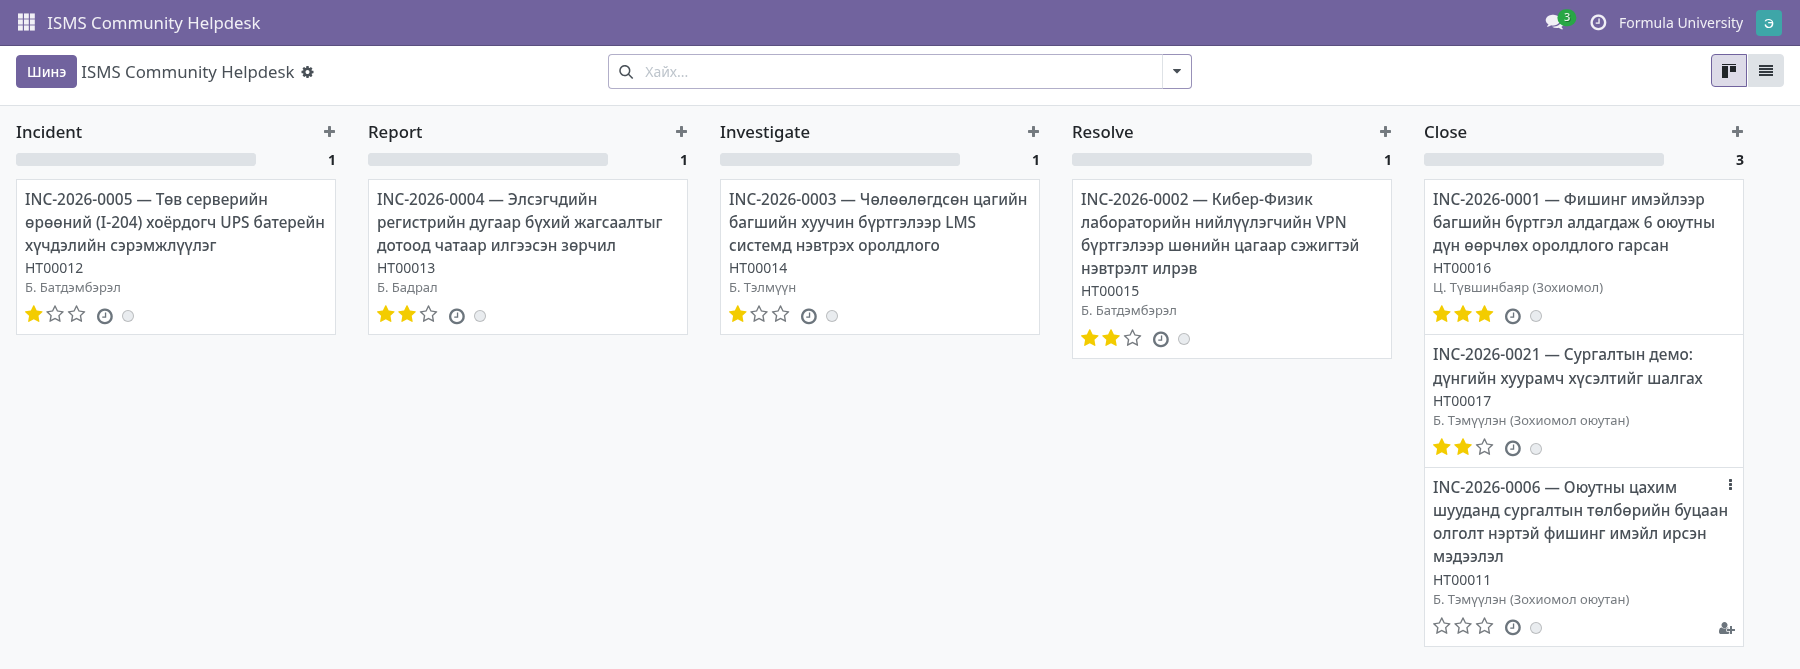 ISMS Community Helpdesk
3
Formula University
Э
Шинэ
ISMS Community Helpdesk
Хайх...
Incident
1
INC-2026-0005 — Төв серверийн
өрөөний (I-204) хоёрдогч UPS батерейн
хүчдэлийн сэрэмжлүүлэг
HT00012
Б. Батдэмбэрэл
Report
1
INC-2026-0004 — Элсэгчдийн
регистрийн дугаар бүхий жагсаалтыг
дотоод чатаар илгээсэн зөрчил
HT00013
Б. Бадрал
Investigate
1
INC-2026-0003 — Чөлөөлөгдсөн цагийн
багшийн хуучин бүртгэлээр LMS
системд нэвтрэх оролдлого
HT00014
Б. Тэлмүүн
Resolve
1
INC-2026-0002 — Кибер-Физик
лабораторийн нийлүүлэгчийн VPN
бүртгэлээр шөнийн цагаар сэжигтэй
нэвтрэлт илрэв
HT00015
Б. Батдэмбэрэл
Close
3
INC-2026-0001 — Фишинг имэйлээр
багшийн бүртгэл алдагдаж 6 оюутны
дүн өөрчлөх оролдлого гарсан
HT00016
Ц. Түвшинбаяр (Зохиомол)
INC-2026-0021 — Сургалтын демо:
дүнгийн хуурамч хүсэлтийг шалгах
HT00017
Б. Тэмүүлэн (Зохиомол оюутан)
INC-2026-0006 — Оюутны цахим
шууданд сургалтын төлбөрийн буцаан
олголт нэртэй фишинг имэйл ирсэн
мэдээлэл
HT00011
Б. Тэмүүлэн (Зохиомол оюутан)